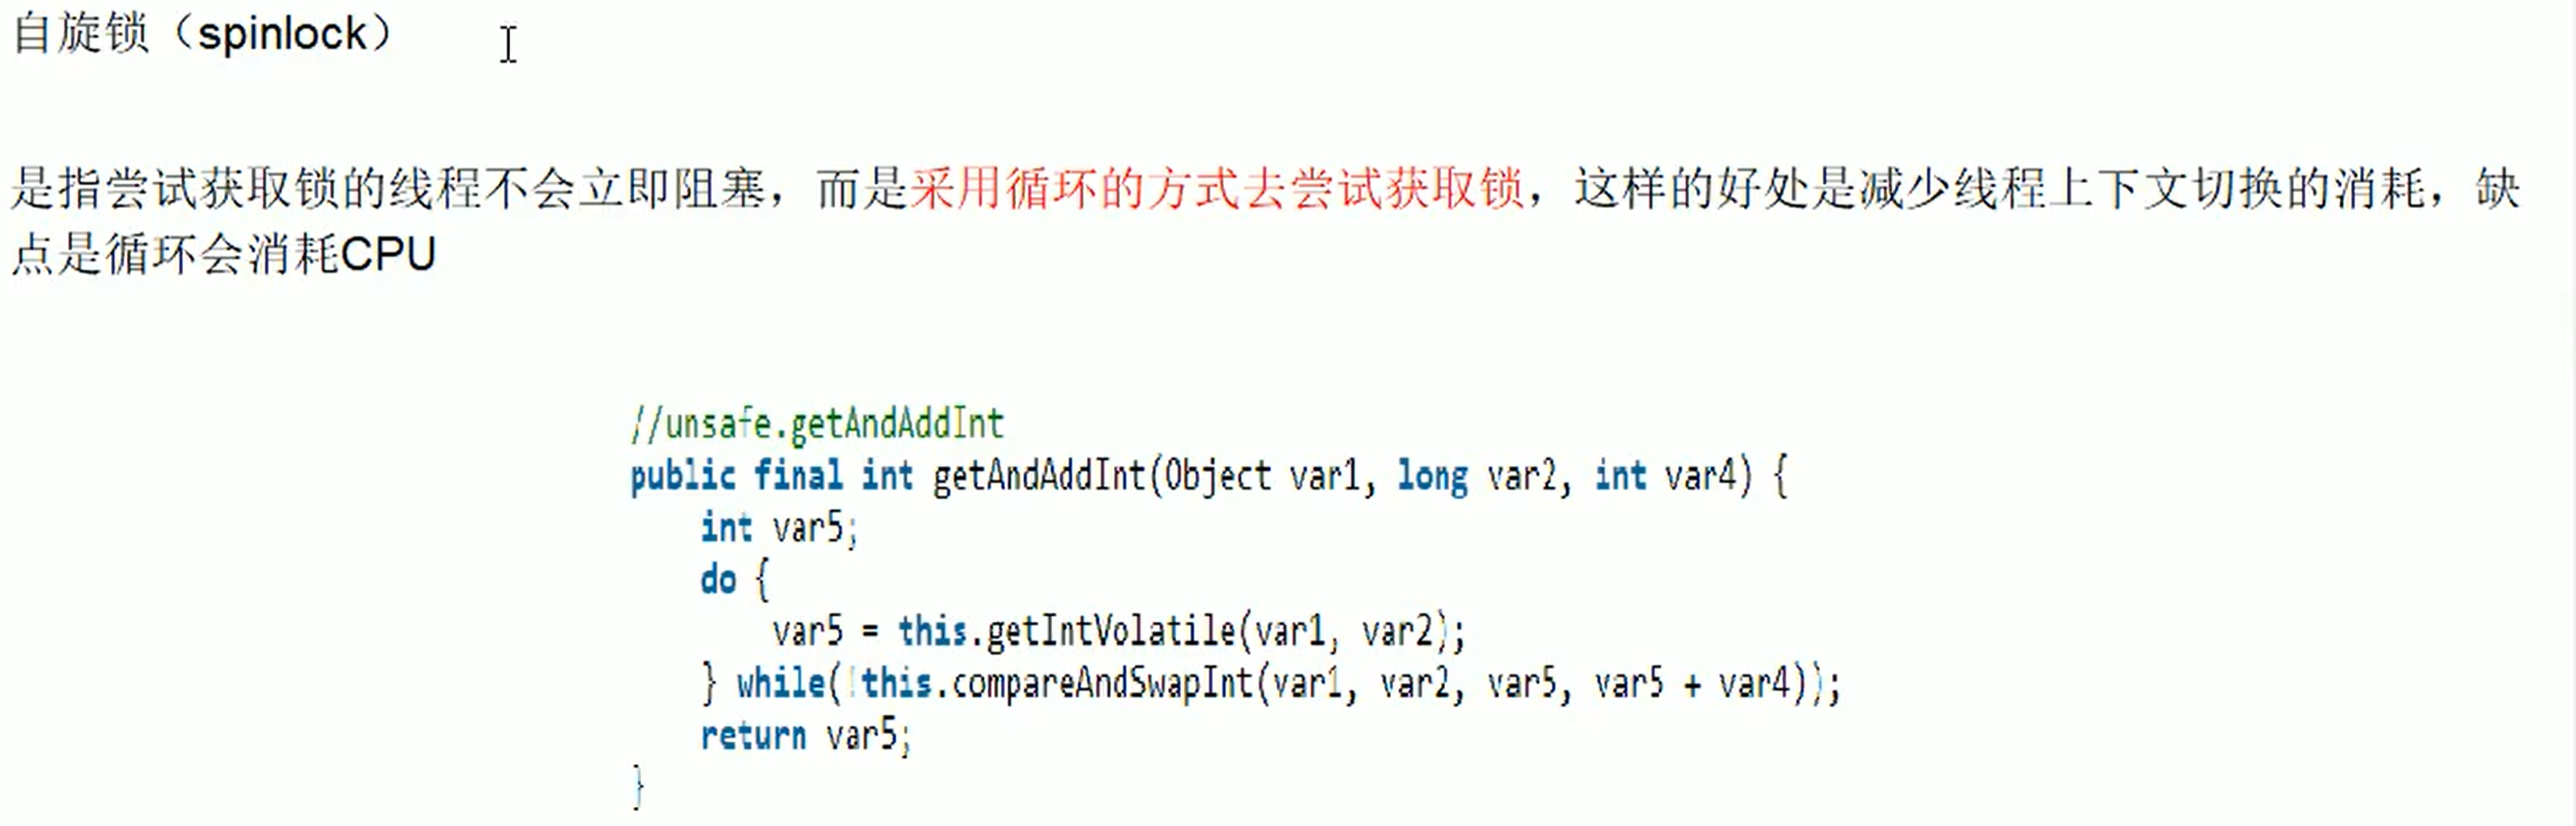 自旋锁（spinlock）
是指尝试获取锁的线程不会立即阻塞，而是采用循环的方式去尝试获取锁，这样的好处是减少线程上下文切换的消耗，缺
点是循环会消耗CPU
//unsafe.getAndAddInt
public final int getAndAddInt(Object var1, long var2, int var4) {
    int var5;
    do {
        var5 = this.getIntVolatile(var1, var2);
    } while(!this.compareAndSwapInt(var1, var2, var5, var5 + var4));
    return var5;
}